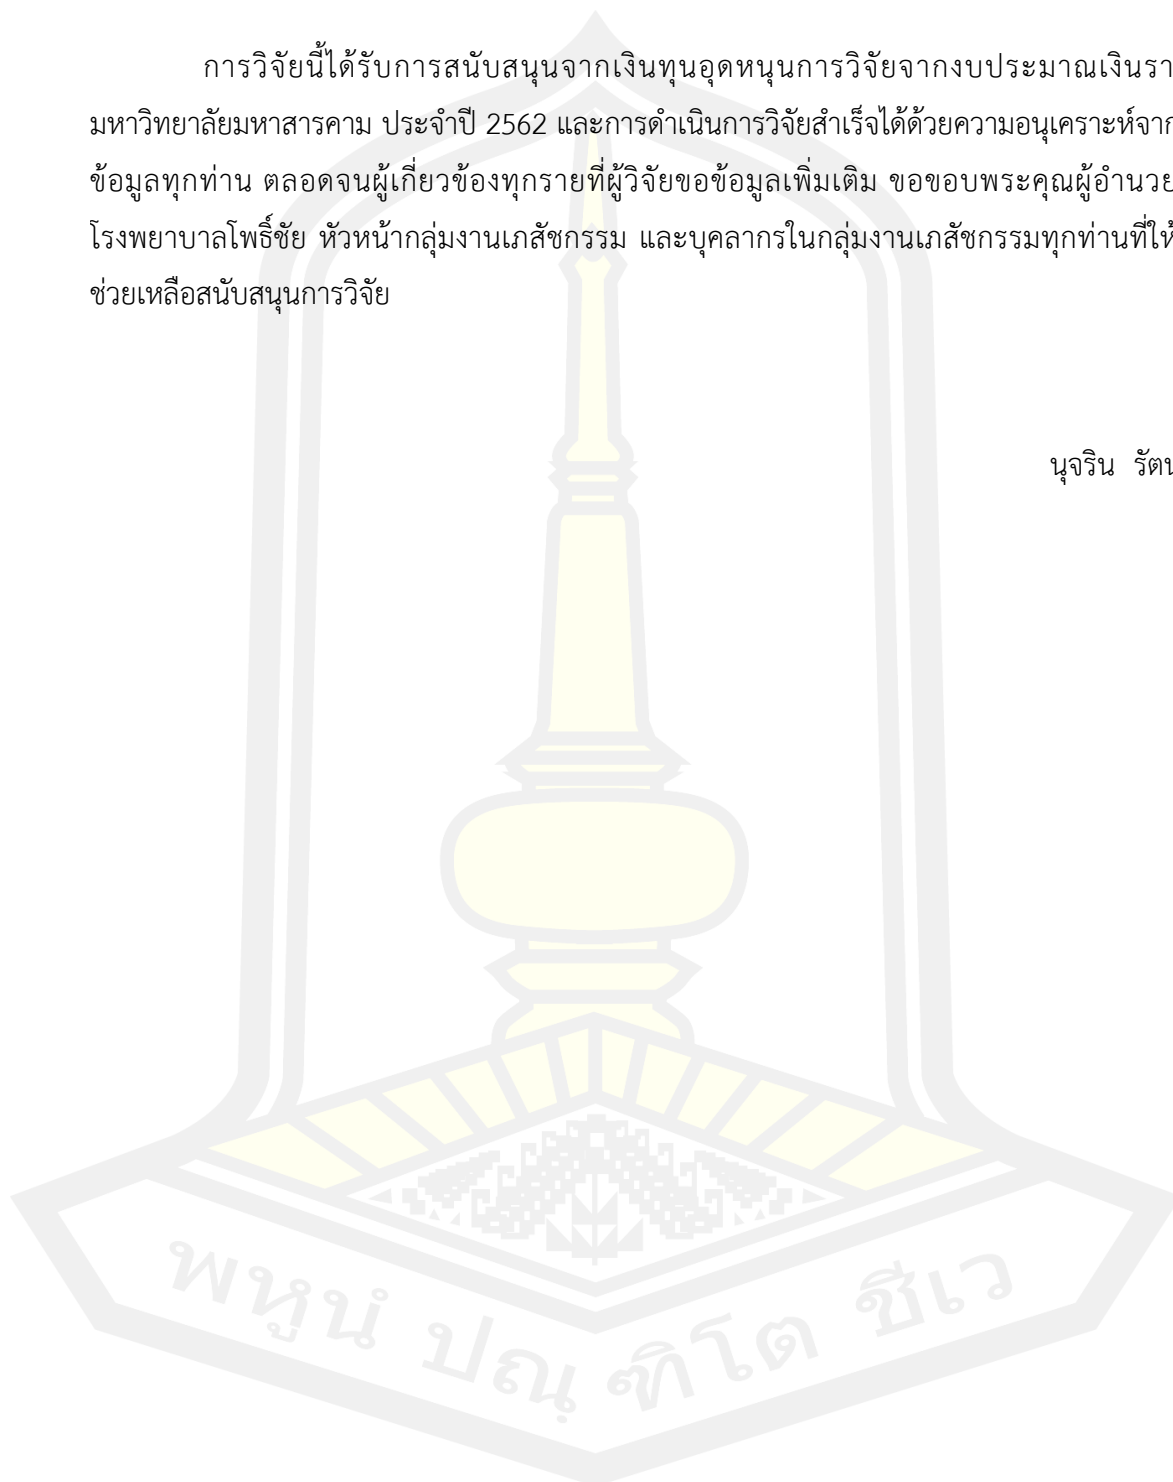 การวิจัยนี้ได้รับการสนับสนุนจากเงินทุนอุดหนุนการวิจัยจากงบประมาณเงินรา
มหาวิทยาลัยมหาสารคาม ประจำปี 2562 และการดำเนินการวิจัยสำเร็จได้ด้วยความอนุเคราะห์จาก
ข้อมูลทุกท่าน ตลอดจนผู้เกี่ยวข้องทุกรายที่ผู้วิจัยขอข้อมูลเพิ่มเติม ขอขอบพระคุณผู้อำนวย
โรงพยาบาลโพธิ์ชัย หัวหน้ากลุ่มงานเภสัชกรรม และบุคลากรในกลุ่มงานเภสัชกรรมทุกท่านที่ให้
ช่วยเหลือสนับสนุนการวิจัย
นุจริน รัตน
พหูนํ ปณฺฑิโต ชีเว